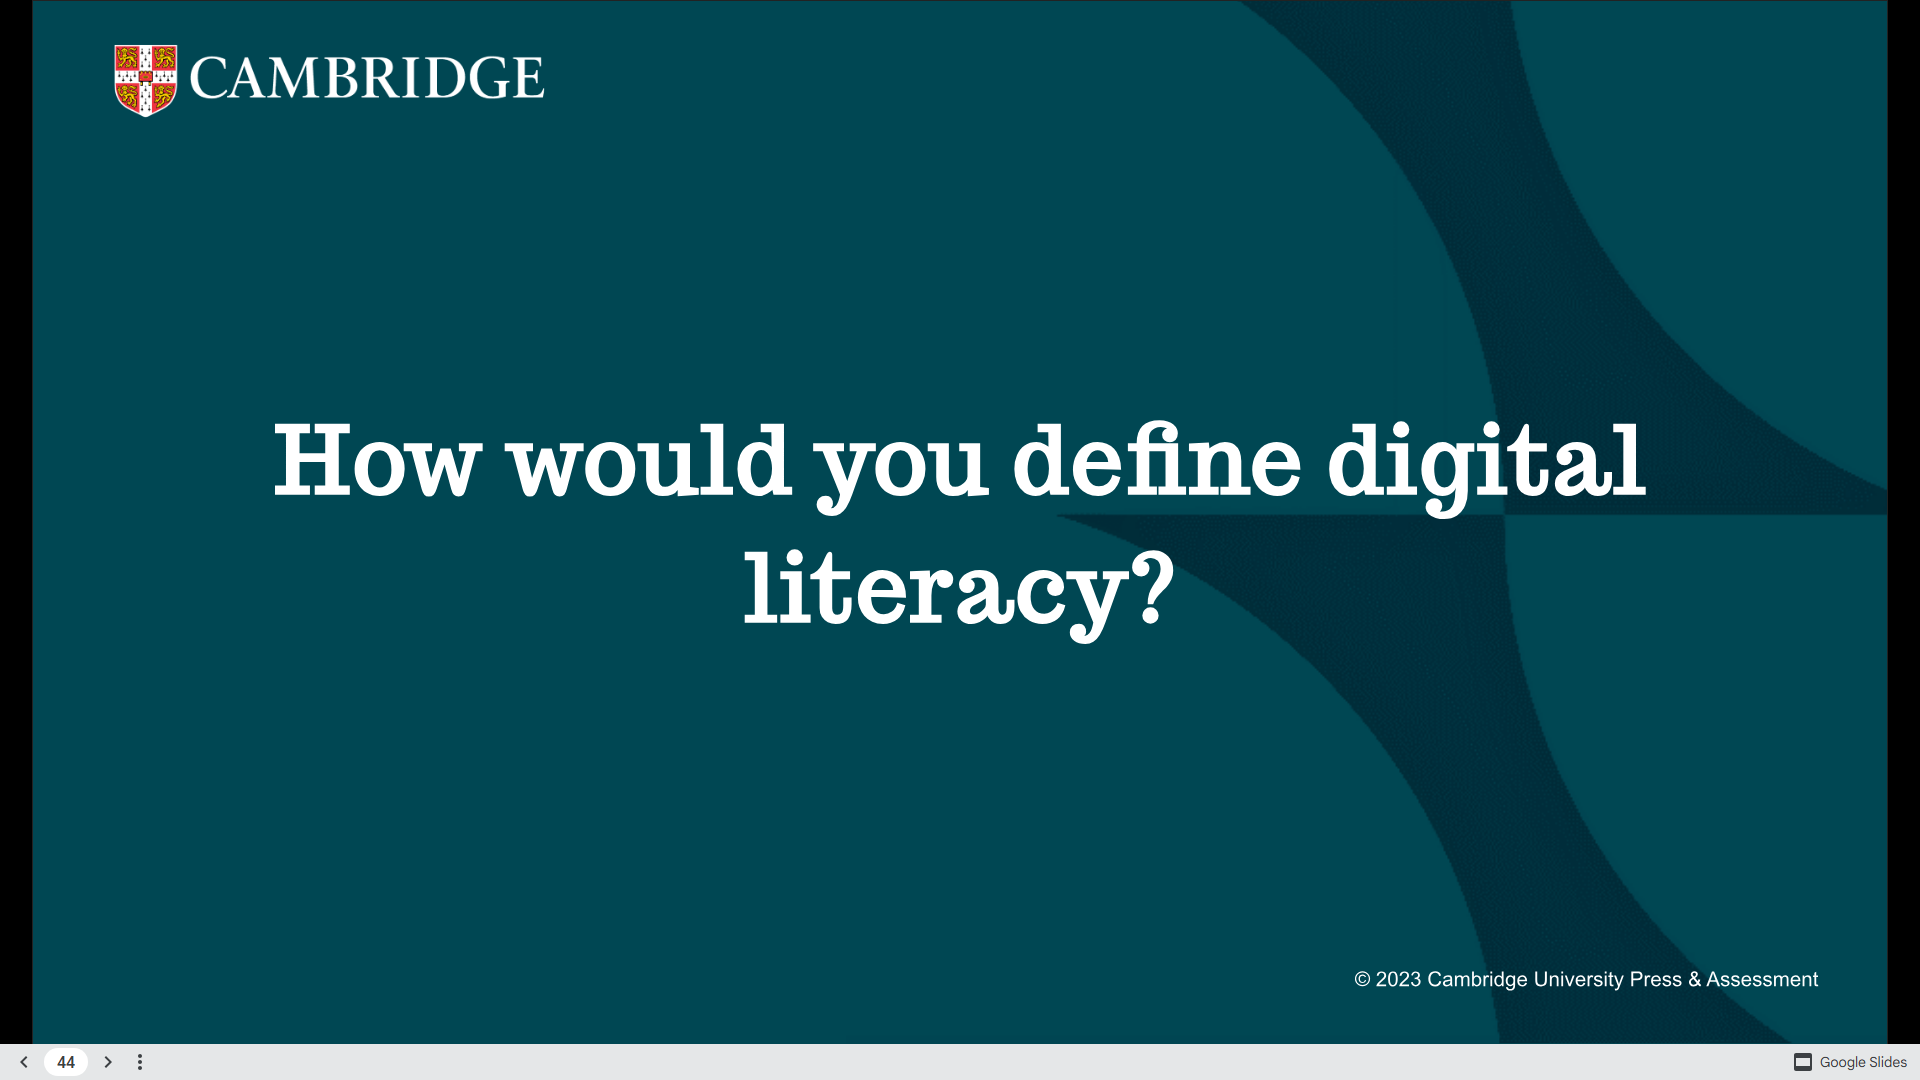 CAMBRIDGE
How would you define digital
literacy?
© 2023 Cambridge University Press & Assessment
44
Google Slides